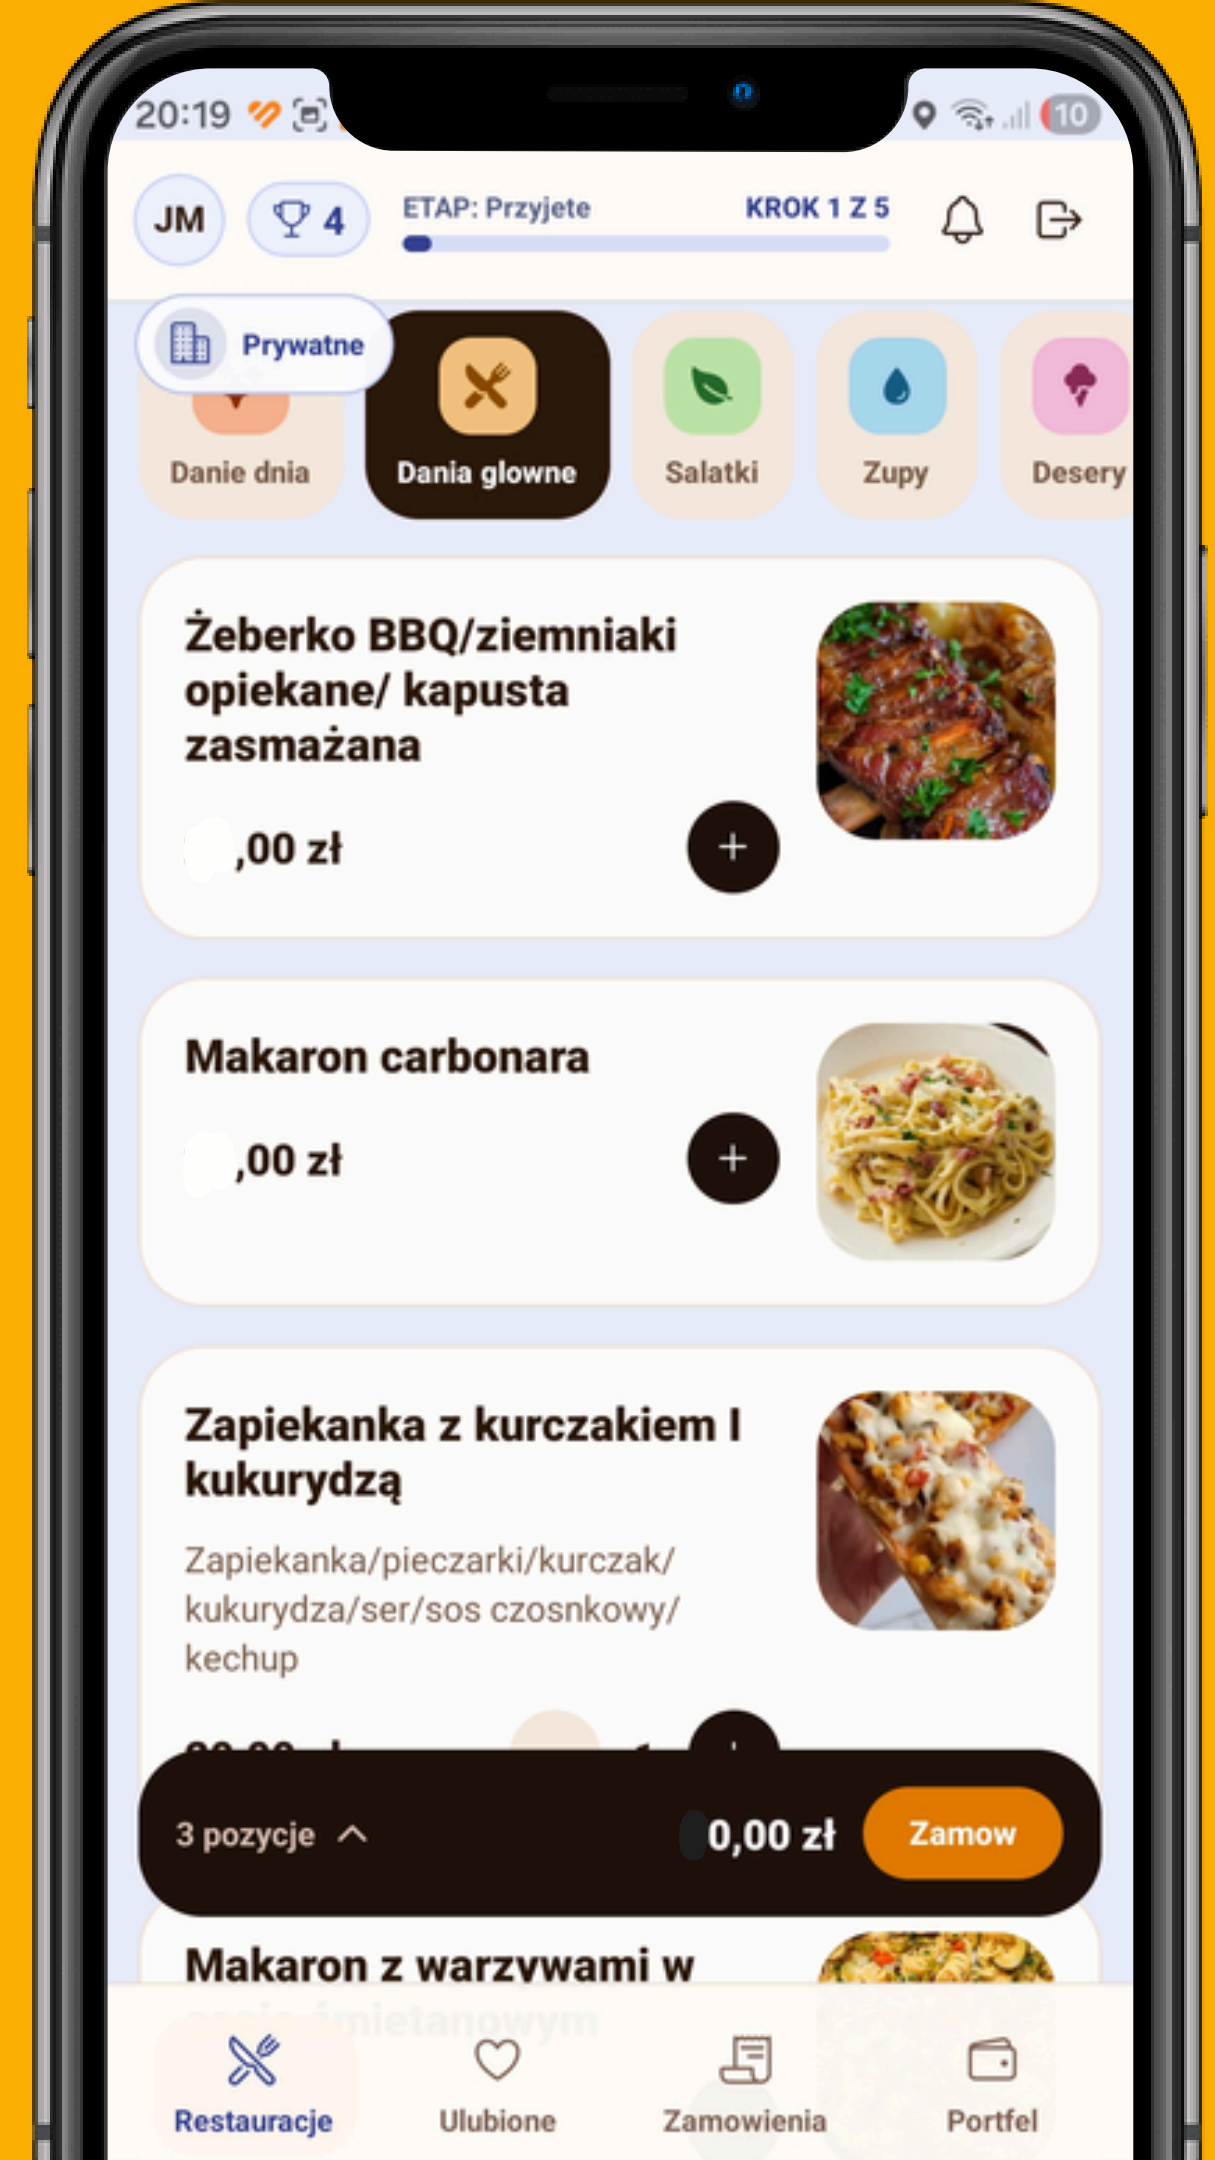 20:19
10
JM
4
ETAP: Przyjete
KROK 1 Z 5
Prywatne
Danie dnia
Dania glowne
Salatki
Zupy
Desery
Żeberko BBQ/ziemniaki
opiekane/ kapusta
zasmażana
,00 zł
Makaron carbonara
,00 zł
Zapiekanka z kurczakiem I
kukurydzą
Zapiekanka/pieczarki/kurczak/
kukurydza/ser/sos czosnkowy/
kechup
3 pozycje
0,00 zł
Zamow
Makaron z warzywami w
śmietanowym
Restauracje
Ulubione
Zamowienia
Portfel